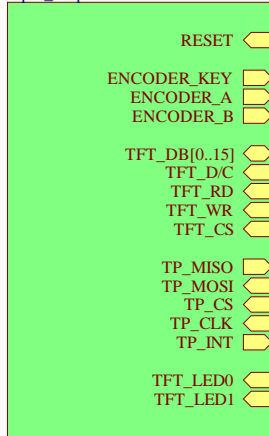 RESET
ENCODER_KEY
ENCODER_A
ENCODER_B
TFT_DB[0..15]
TFT_D/C
TFT_RD
TFT_WR
TFT_CS
TP_MISO
TP_MOSI
TP_CS
TP_CLK
TP_INT
TFT_LED0
TFT_LED1